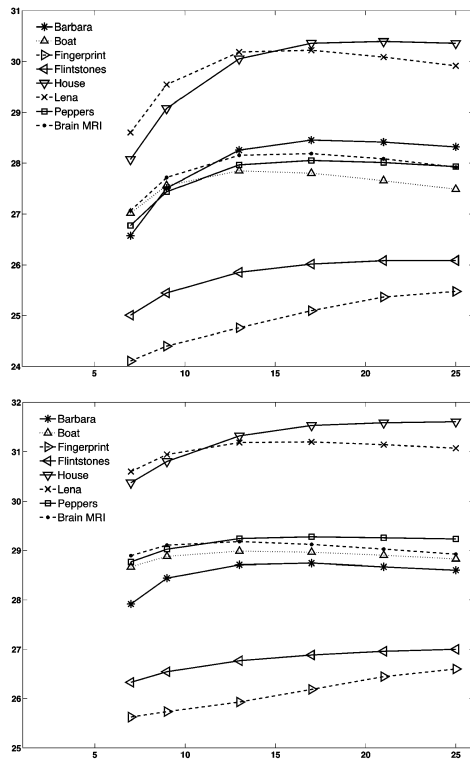 31
Barbara
Boat
Fingerprint
Flintstones
House
Lena
Peppers
Brain MRI
30
29
28
27
26
25
24
5 10 15 20 25
32
Barbara
Boat
Fingerprint
Flintstones
House
Lena
Peppers
Brain MRI
31
30
29
28
27
26
25
5 10 15 20 25